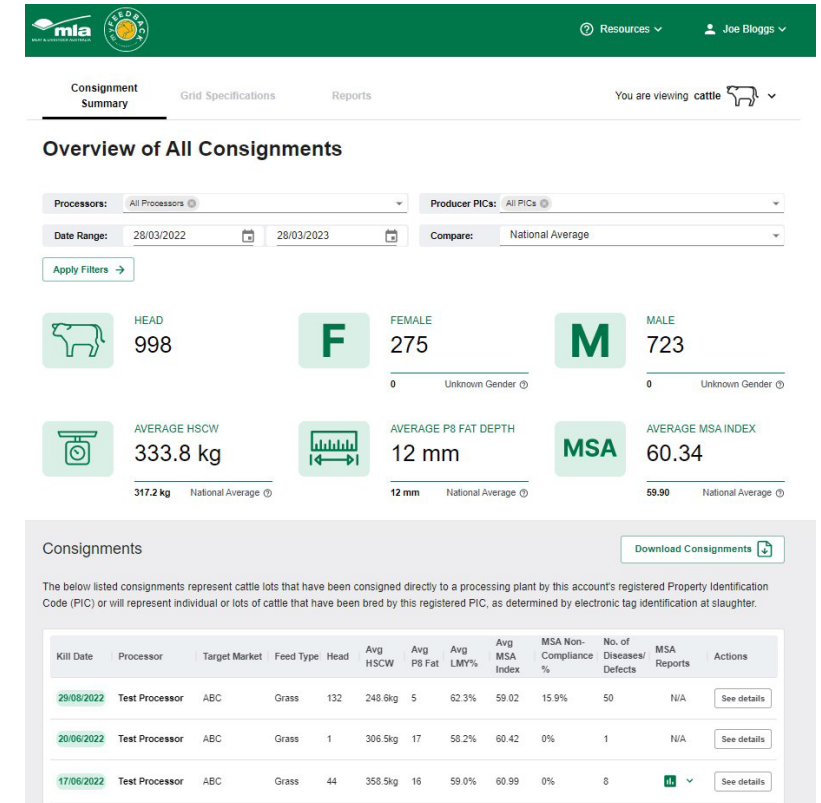 mla
MEAT & LIVESTOCK AUSTRALIA
FEEDBACK
Resources
Joe Bloggs
Consignment
Summary
Grid Specifications
Reports
You are viewing cattle
Overview of All Consignments
Processors: All Processors
Producer PICs: All PICs
Date Range: 28/03/2022 28/03/2023
Compare: National Average
Apply Filters →
HEAD
998
F
FEMALE
275
0 Unknown Gender
M
MALE
723
0 Unknown Gender
AVERAGE HSCW
333.8 kg
317.2 kg National Average
AVERAGE P8 FAT DEPTH
12 mm
12 mm National Average
MSA
AVERAGE MSA INDEX
60.34
59.90 National Average
Consignments
Download Consignments
The below listed consignments represent cattle lots that have been consigned directly to a processing plant by this account's registered Property Identification
Code (PIC) or will represent individual or lots of cattle that have been bred by this registered PIC, as determined by electronic tag identification at slaughter.
Kill Date Processor Target Market Feed Type Head Avg HSCW Avg P8 Fat Avg LMY% Avg MSA Index MSA Non-Compliance % No. of Diseases/ Defects MSA Reports Actions
29/08/2022 Test Processor ABC Grass 132 248.6kg 5 62.3% 59.02 15.9% 50 N/A See details
20/06/2022 Test Processor ABC Grass 1 306.5kg 17 58.2% 60.42 0% 1 N/A See details
17/06/2022 Test Processor ABC Grass 44 358.5kg 16 59.0% 60.99 0% 8 See details